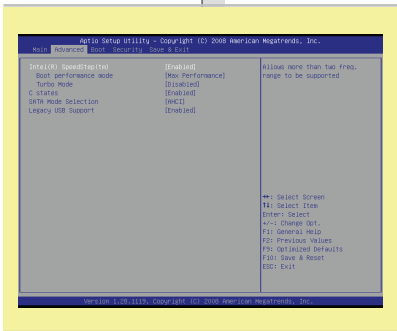 Aptio Setup Utility - Copyright (C) 2008 American Megatrends, Inc.
Main Advanced Boot Security Save & Exit
Intel(R) SpeedStep(tm) [Enabled]
Boot performance mode [Max Performance]
Turbo Mode [Disabled]
C states [Enabled]
SATA Mode Selection [AHCI]
Legacy USB Support [Enabled]
Allows more than two freq.
range to be supported
→←: Select Screen
↑↓: Select Item
Enter: Select
+/-: Change Opt.
F1: General Help
F2: Previous Values
F9: Optimized Defaults
F10: Save & Reset
ESC: Exit
Version 1.28.1119. Copyright (C) 2008 American Megatrends, Inc.